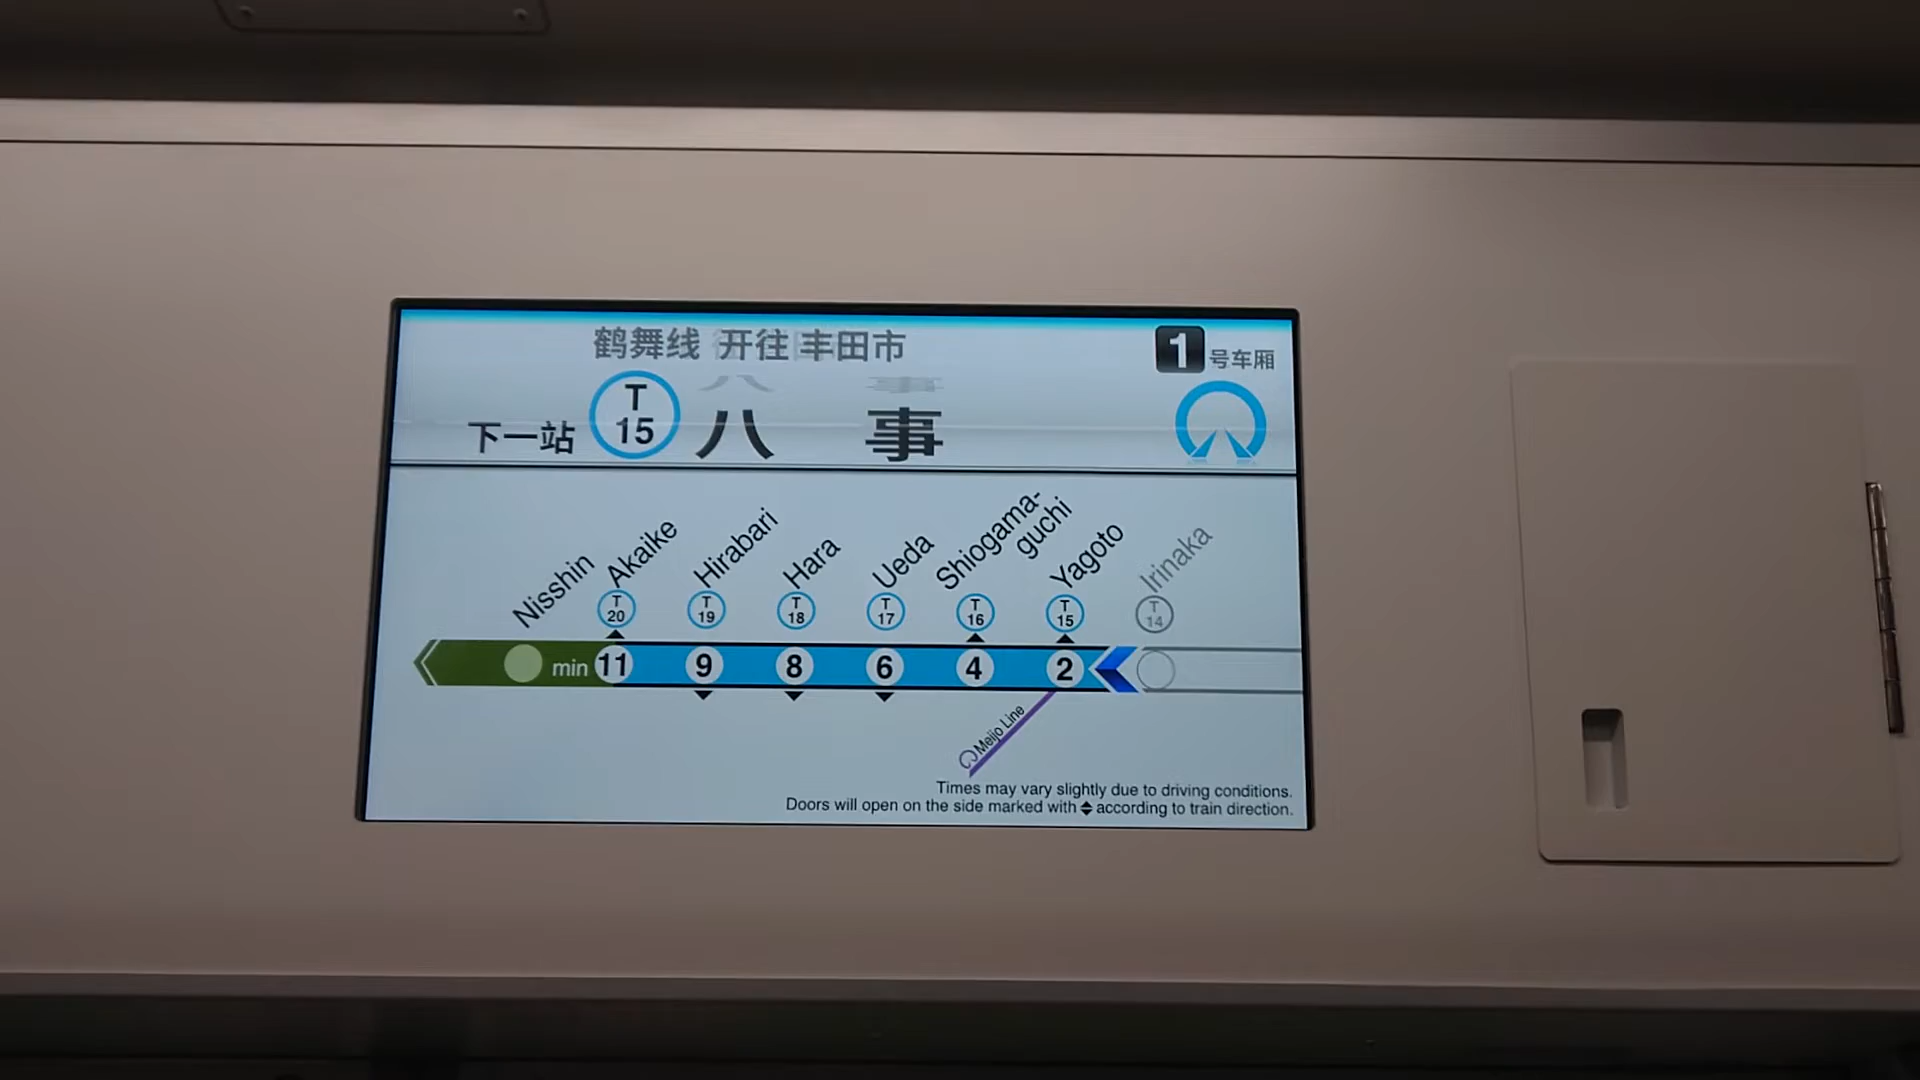 鹤舞线 开往 丰田市
1 号车厢
下一站 T 15 八事
Nisshin
Akaike
Hirabari
Hara
Ueda
Shiogama-
guchi
Yagoto
Irinaka
T 20
T 19
T 18
T 17
T 16
T 15
T 14
min 11 9 8 6 4 2
Meijo Line
Times may vary slightly due to driving conditions.
Doors will open on the side marked with according to train direction.